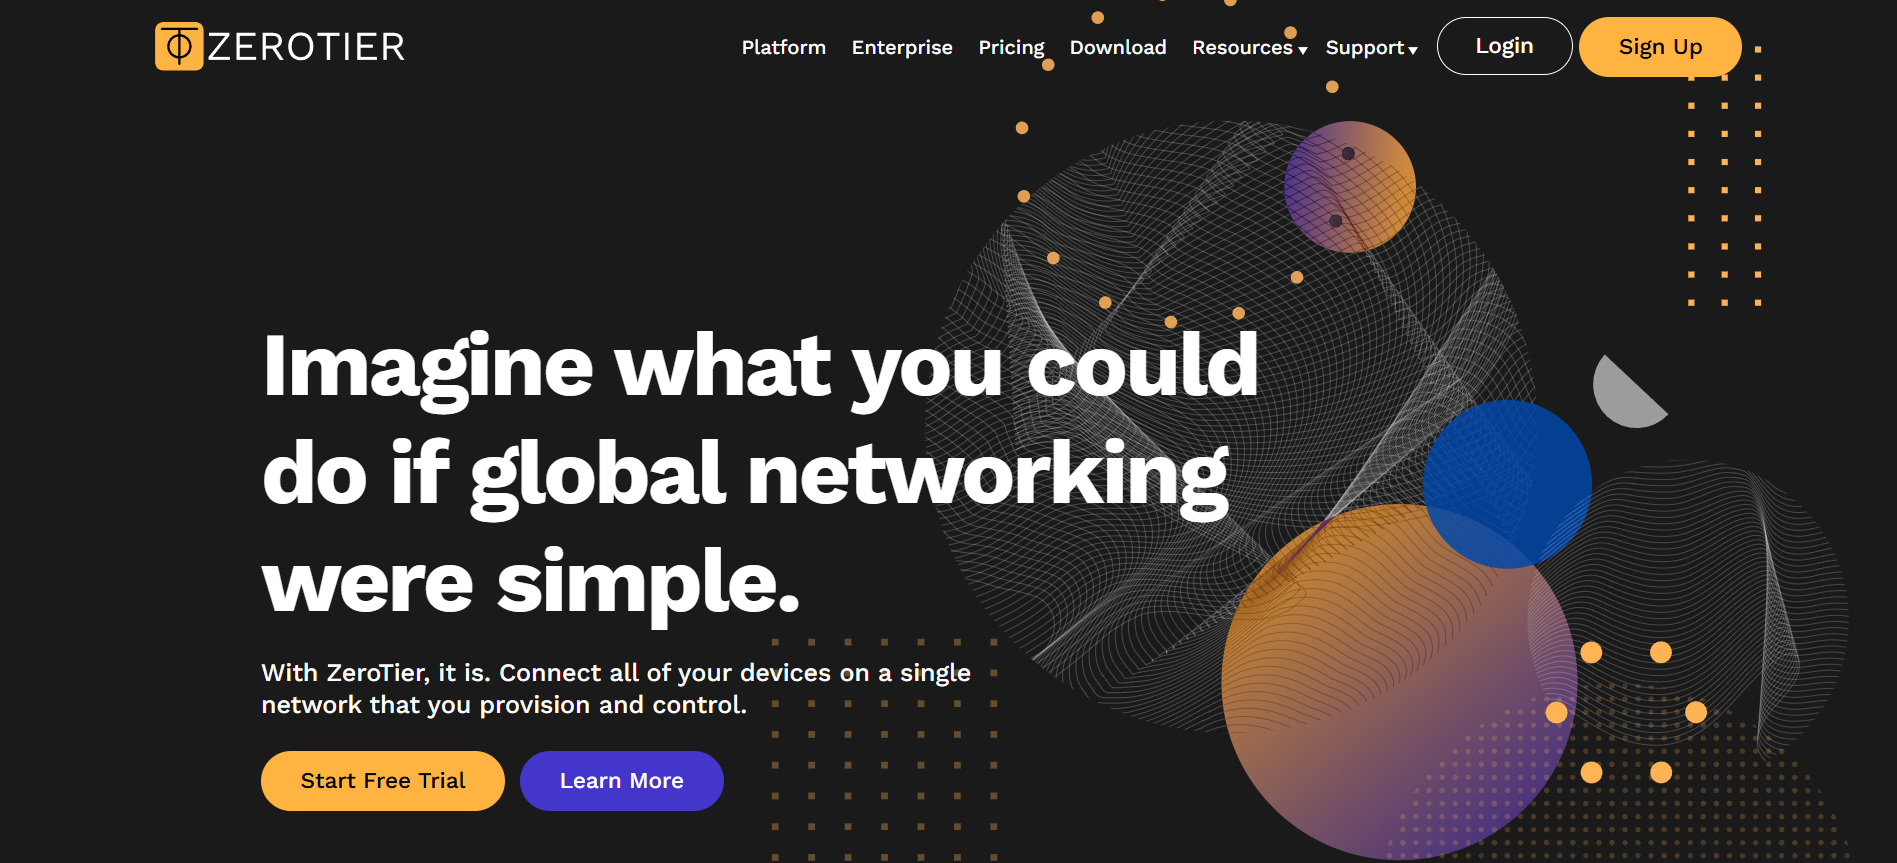 ZEROTIER
Platform Enterprise Pricing Download Resources Support Login Sign Up
Imagine what you could
do if global networking
were simple.
With ZeroTier, it is. Connect all of your devices on a single
network that you provision and control.
Start Free Trial Learn More